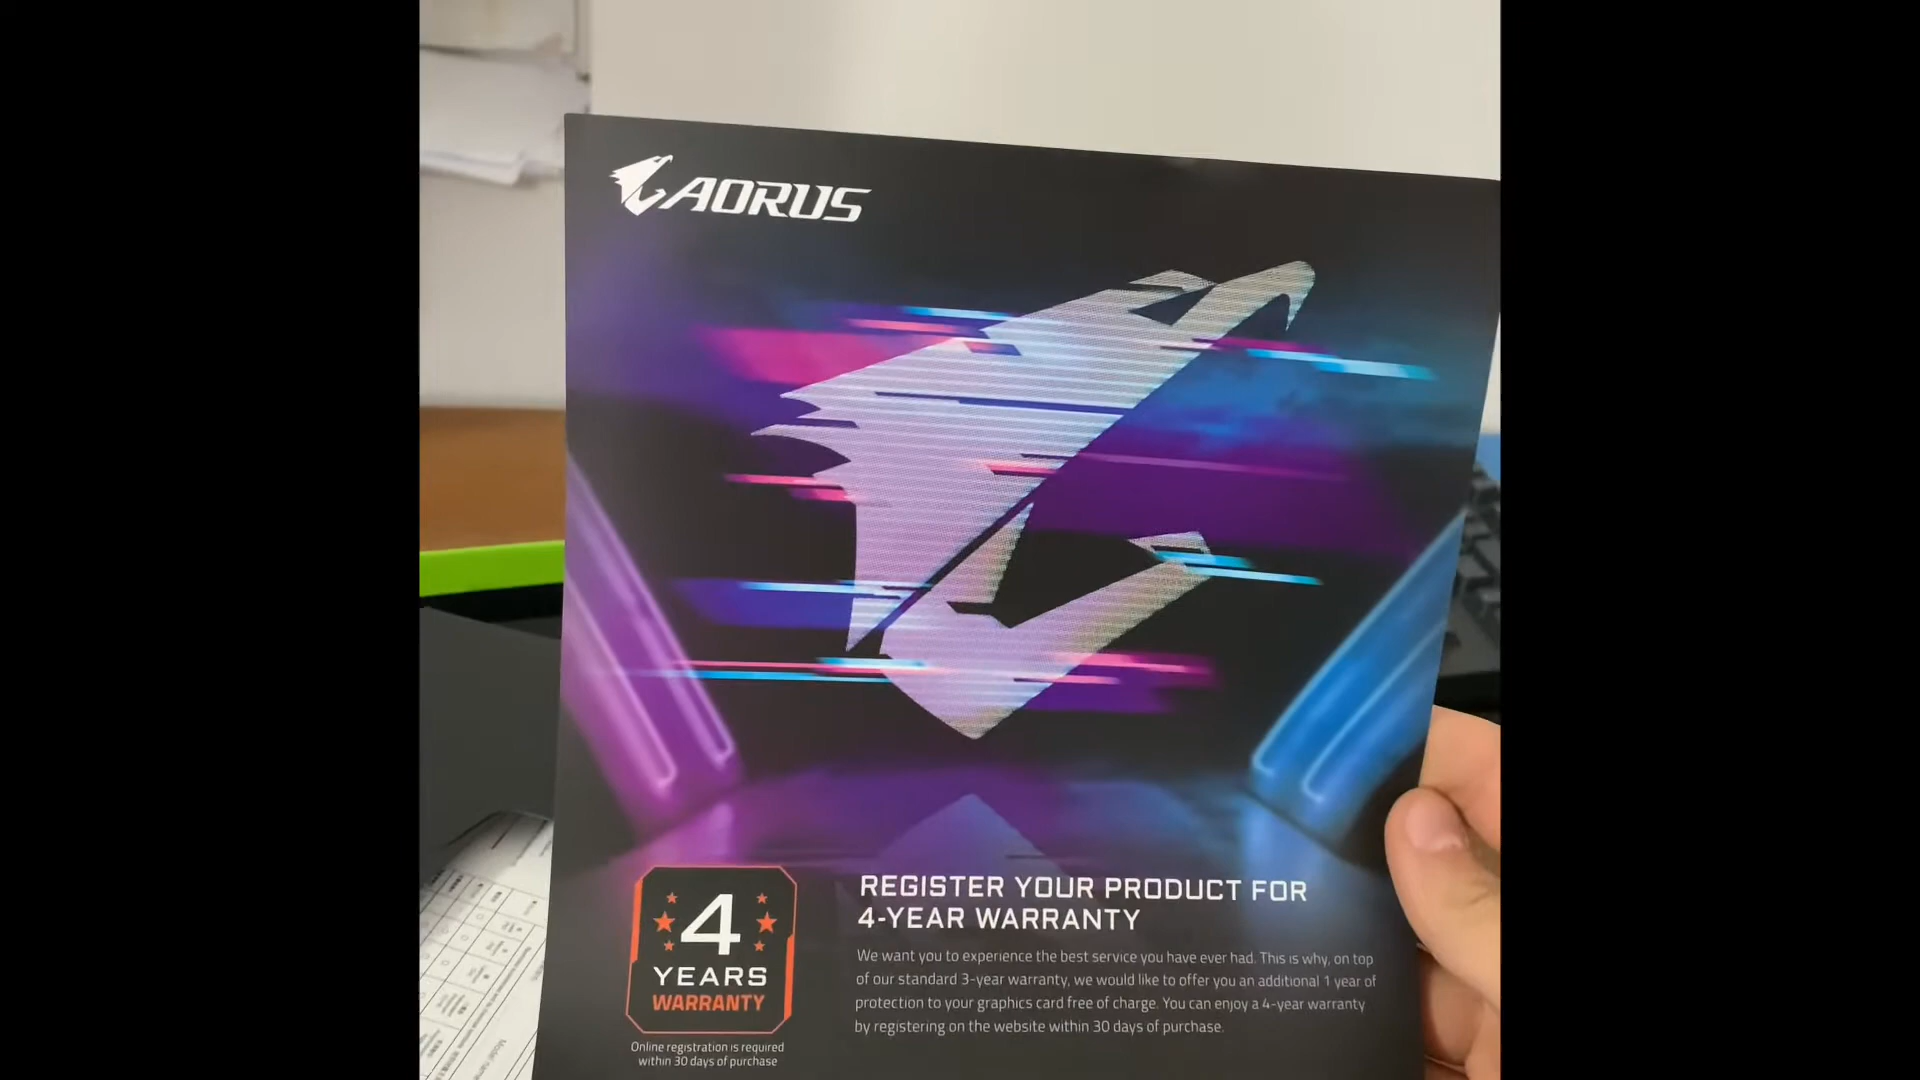 AORUS
4
YEARS
WARRANTY
Online registration is required
within 30 days of purchase
REGISTER YOUR PRODUCT FOR
4-YEAR WARRANTY
We want you to experience the best service you have ever had. This is why, on top
of our standard 3-year warranty, we would like to offer you an additional 1 year of
protection to your graphics card free of charge. You can enjoy a 4-year warranty
by registering on the website within 30 days of purchase.